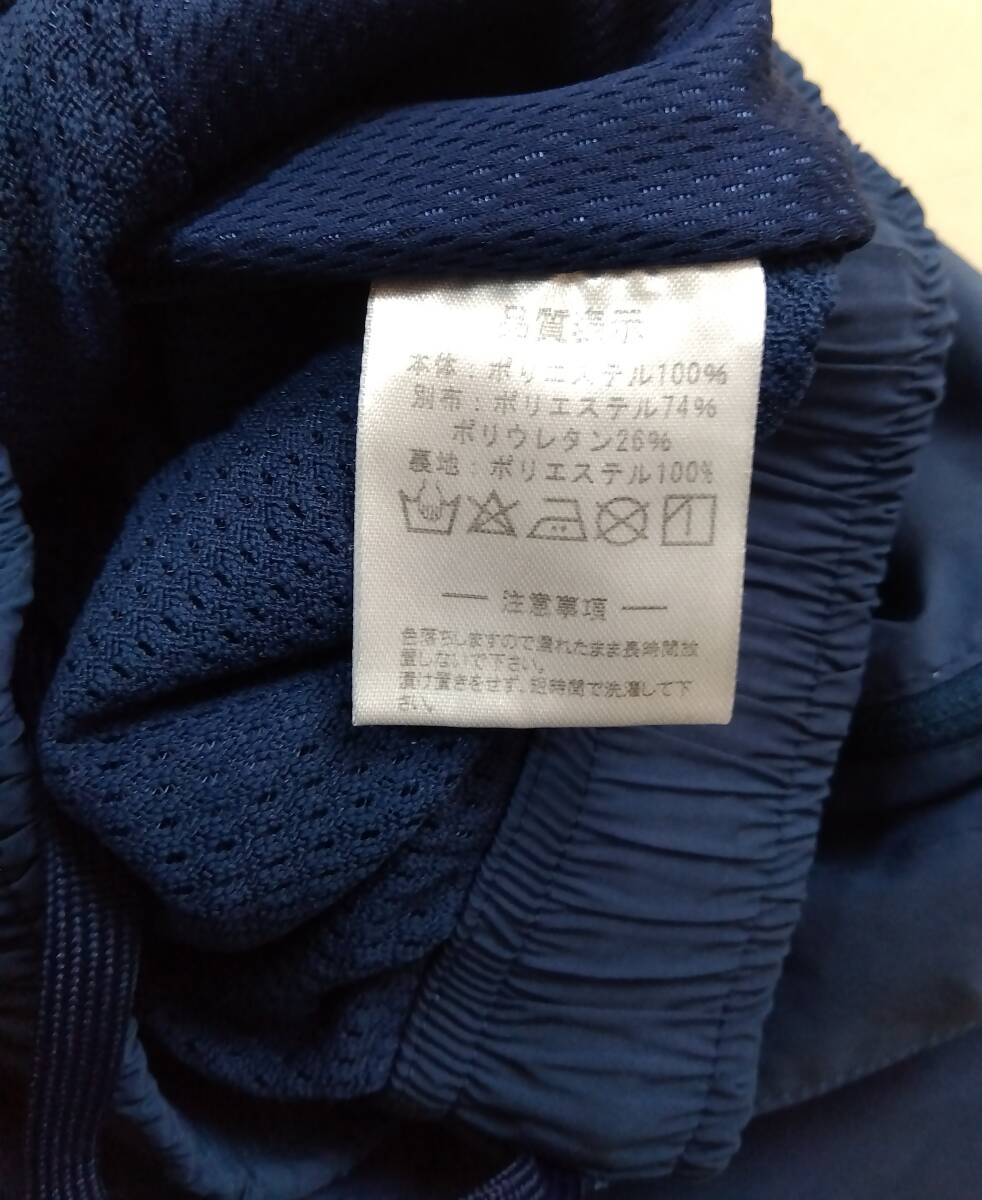 品質表示
本体：ポリエステル100%
別布：ポリエステル74%
ポリウレタン26%
裏地：ポリエステル100%
注意事項
色落ちしますので濡れたまま長時間放
置しないで下さい。
漬け置きをせず、短時間で洗濯して下
さい。